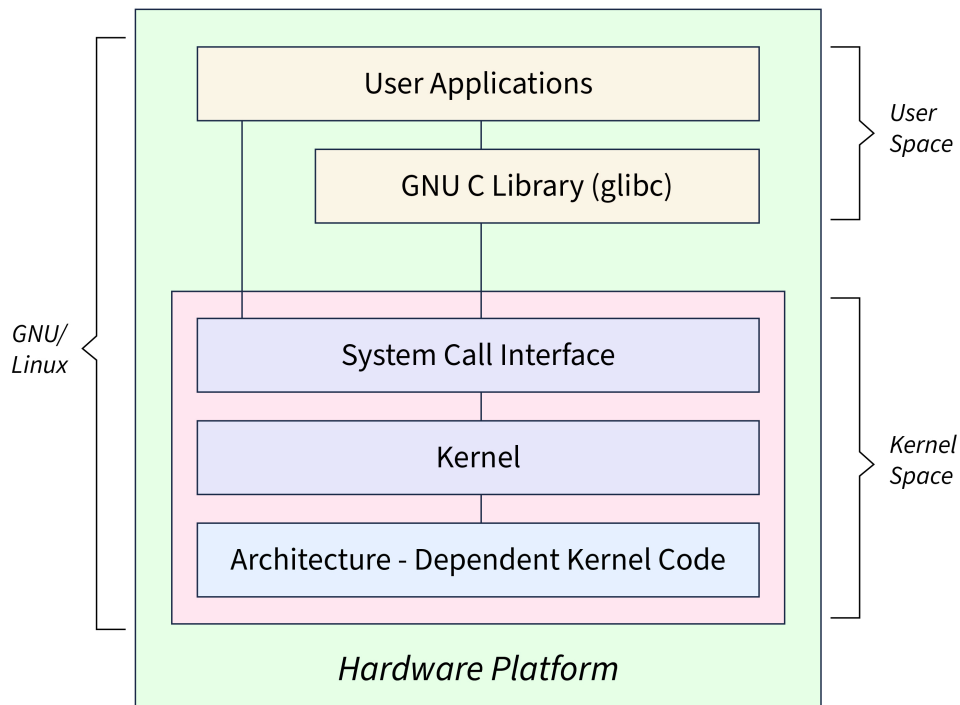 User Applications
User
Space
GNU C Library (glibc)
GNU/
Linux
System Call Interface
Kernel
Kernel
Space
Architecture - Dependent Kernel Code
Hardware Platform